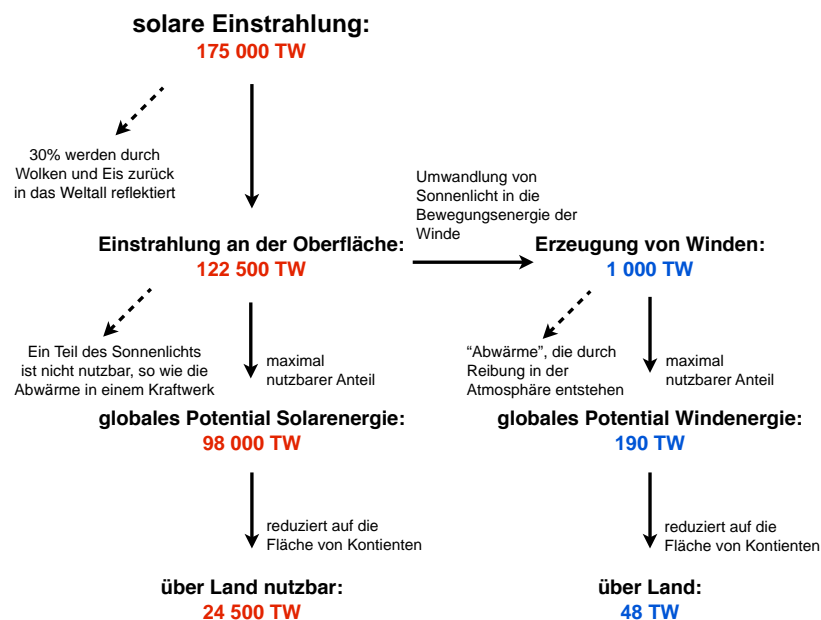 solare Einstrahlung:
175 000 TW
30% werden durch
Wolken und Eis zurück
in das Weltall reflektiert
Umwandlung von
Sonnenlicht in die
Bewegungsenergie der
Winde
Einstrahlung an der Oberfläche:
122 500 TW
Erzeugung von Winden:
1 000 TW
Ein Teil des Sonnenlichts
ist nicht nutzbar, so wie die
Abwärme in einem Kraftwerk
maximal
nutzbarer Anteil
“Abwärme”, die durch
Reibung in der
Atmosphäre entstehen
maximal
nutzbarer Anteil
globales Potential Solarenergie:
98 000 TW
globales Potential Windenergie:
190 TW
reduziert auf die
Fläche von Kontienten
reduziert auf die
Fläche von Kontienten
über Land nutzbar:
24 500 TW
über Land:
48 TW